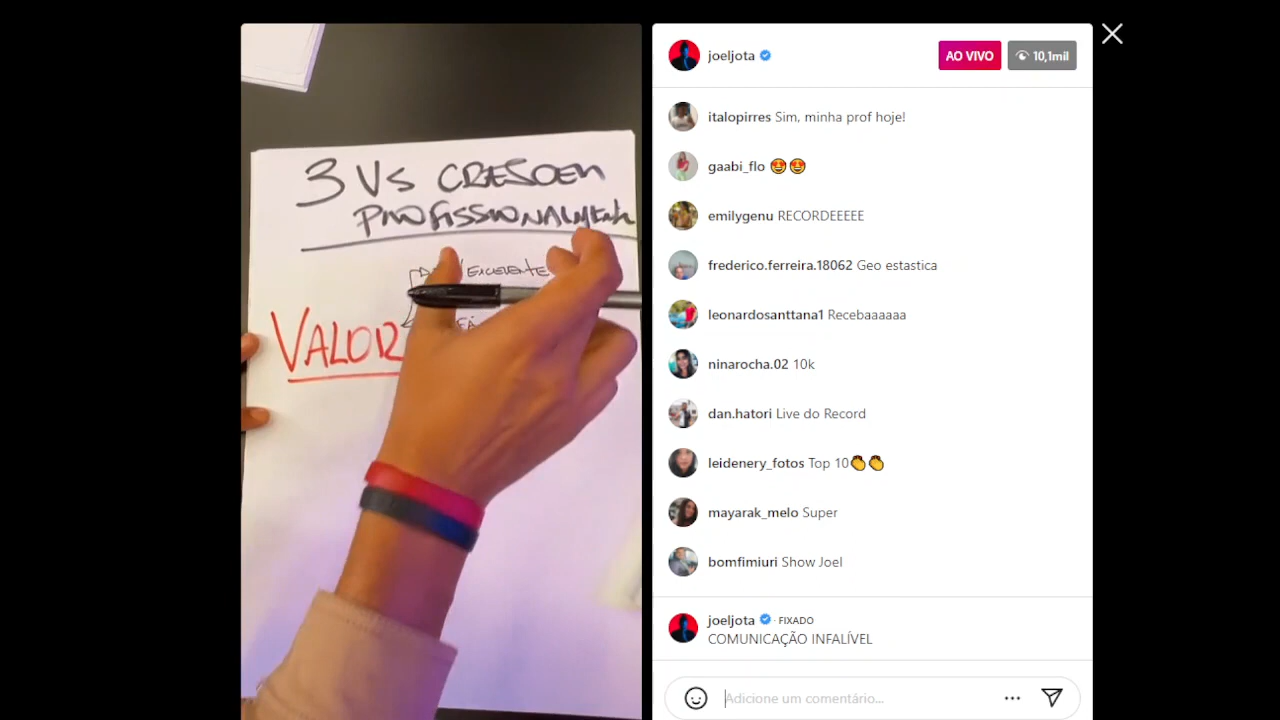 3 Vs CRESCER
PROFISSIONALMENTE
EXCELENTE
VALOR
joeljota
AO VIVO
10,1mil
italopirres Sim, minha prof hoje!
gaabi_flo 😍😍
emilygenu RECORDEEEEE
frederico.ferreira.18062 Geo estastica
leonardosanttana1 Recebaaaaaa
ninarocha.02 10k
dan.hatori Live do Record
leidenery_fotos Top 10👏👏
mayarak_melo Super
bomfimiuri Show Joel
joeljota · FIXADO
COMUNICAÇÃO INFALÍVEL
Adicione um comentário...